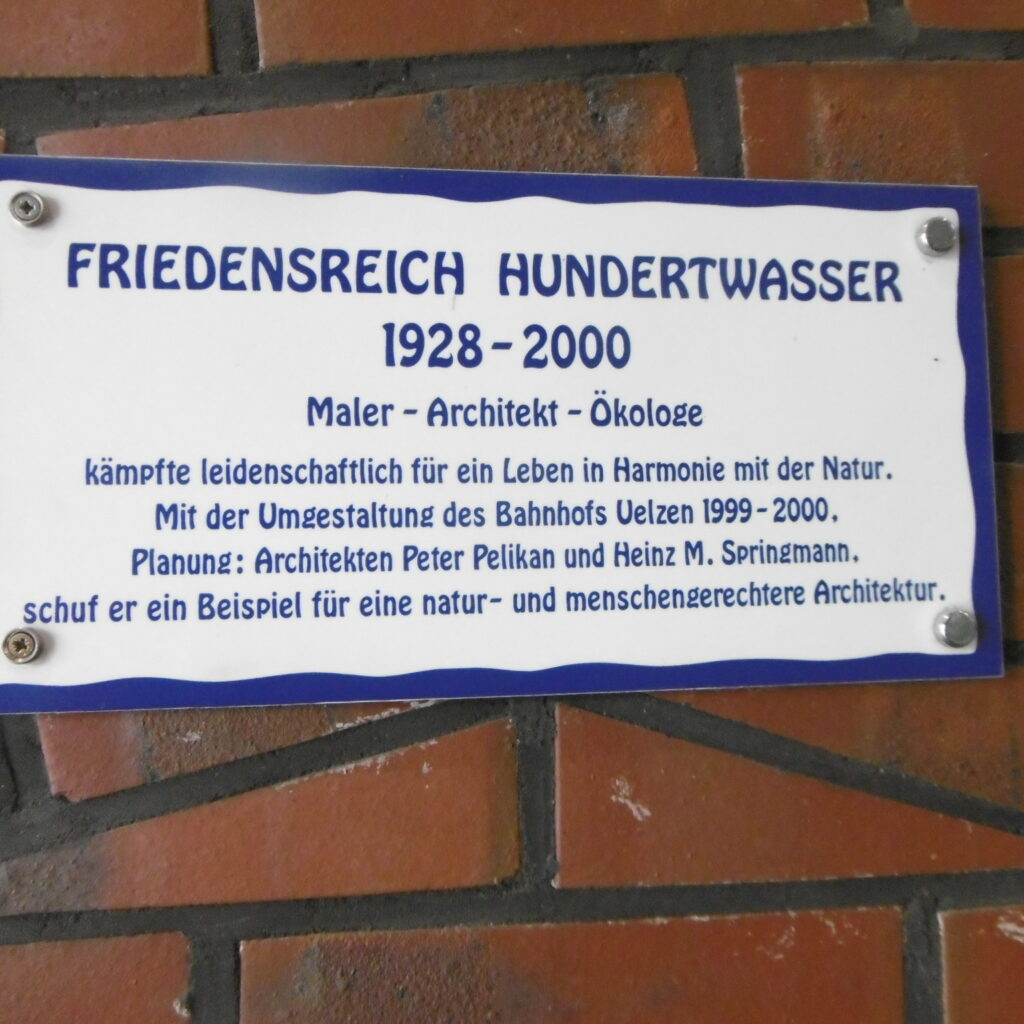 FRIEDENSREICH HUNDERTWASSER
1928 - 2000
Maler - Architekt - Ökologe
kämpfte leidenschaftlich für ein Leben in Harmonie mit der Natur.
Mit der Umgestaltung des Bahnhofs Uelzen 1999 - 2000,
Planung: Architekten Peter Pelikan und Heinz M. Springmann,
schuf er ein Beispiel für eine natur- und menschengerechtere Architektur.